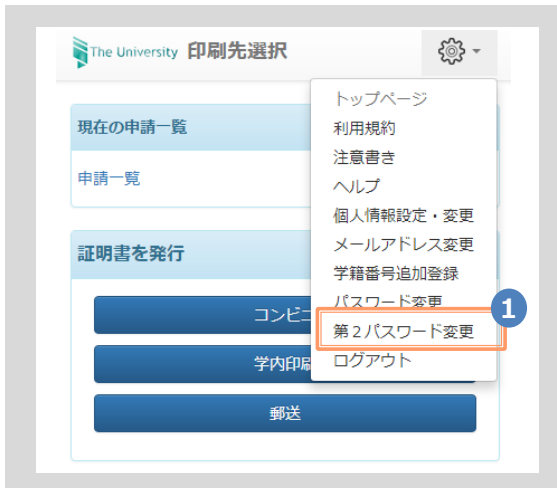 The University 印刷先選択
トップページ
現在の申請一覧
利用規約
注意書き
申請一覧
ヘルプ
個人情報設定・変更
メールアドレス変更
証明書を発行
学籍番号追加登録
パスワード変更
1
コンビニ
第2パスワード変更
学内印刷
ログアウト
郵送